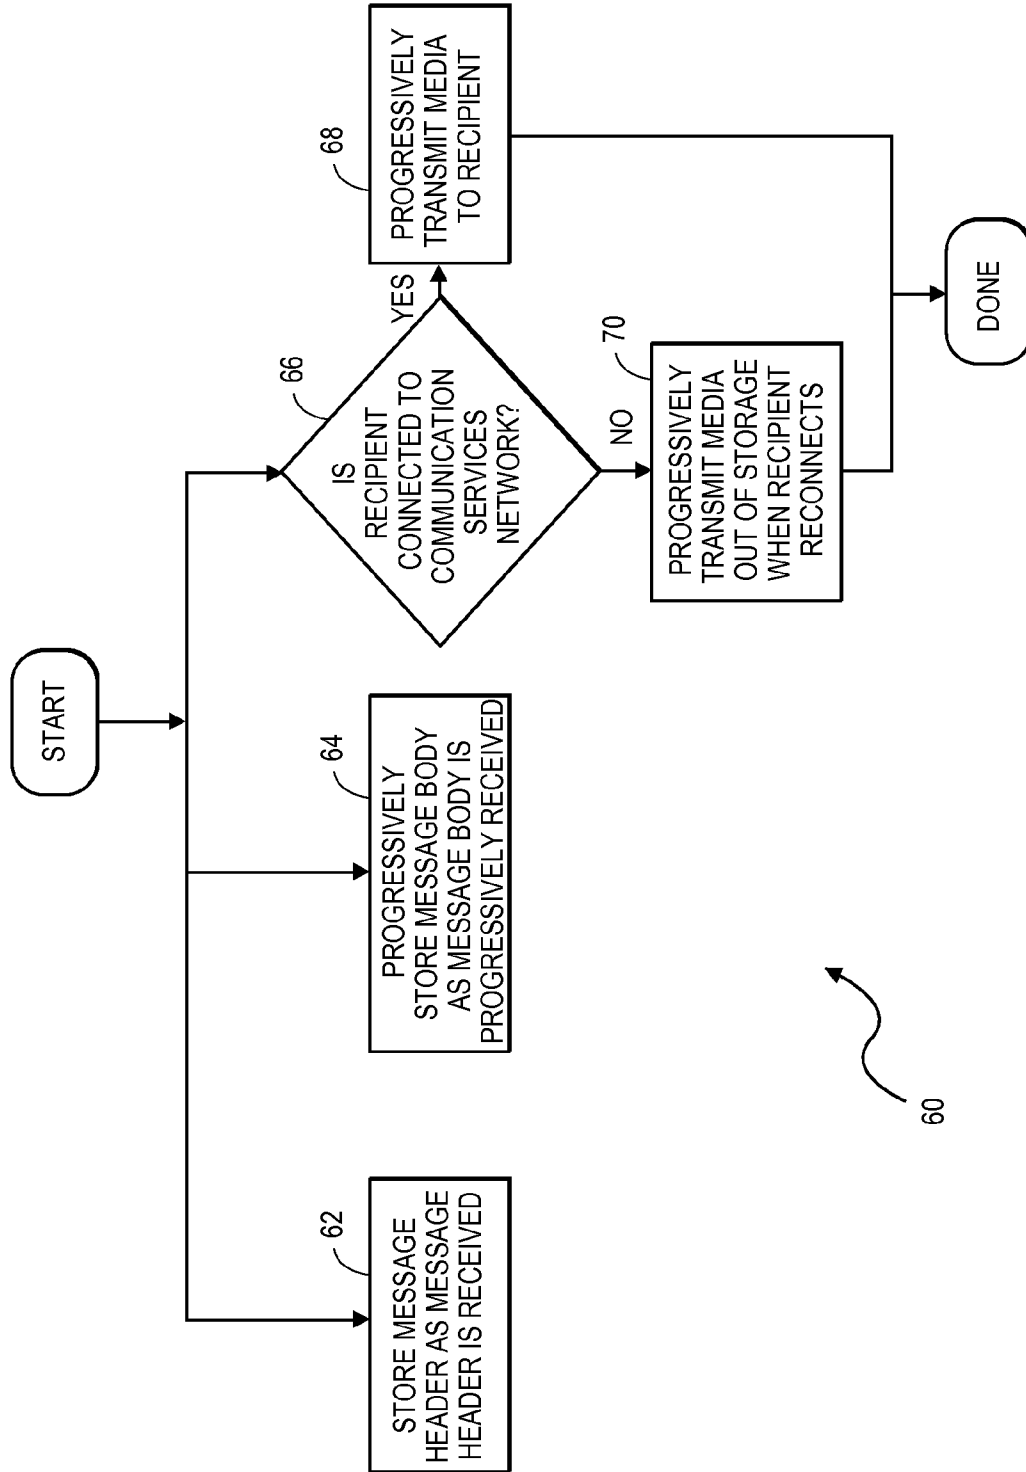 START
62
STORE MESSAGE
HEADER AS MESSAGE
HEADER IS RECEIVED
64
PROGRESSIVELY
STORE MESSAGE BODY
AS MESSAGE BODY IS
PROGRESSIVELY RECEIVED
66
IS
RECIPIENT
CONNECTED TO
COMMUNICATION
SERVICES
NETWORK?
YES
68
PROGRESSIVELY
TRANSMIT MEDIA
TO RECIPIENT
NO
70
PROGRESSIVELY
TRANSMIT MEDIA
OUT OF STORAGE
WHEN RECIPIENT
RECONNECTS
DONE
60